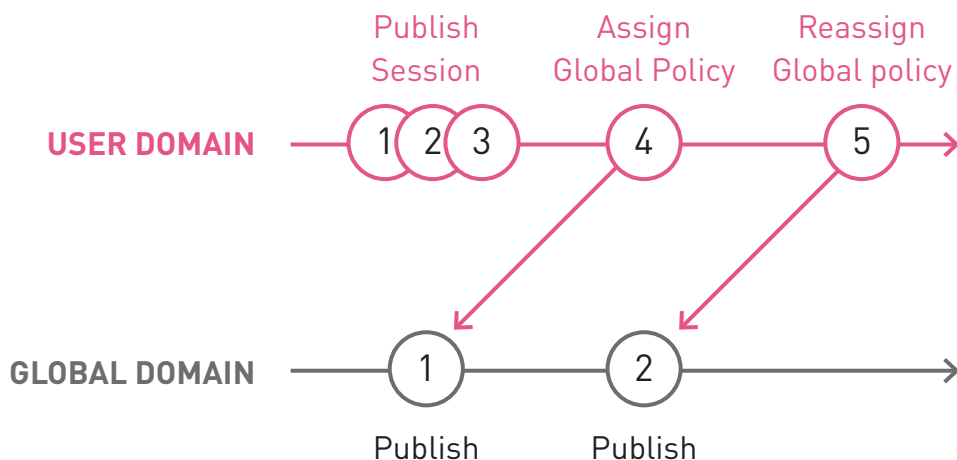 Publish
Session
Assign
Global Policy
Reassign
Global policy
USER DOMAIN
1 2 3 4 5
GLOBAL DOMAIN
1 2
Publish Publish